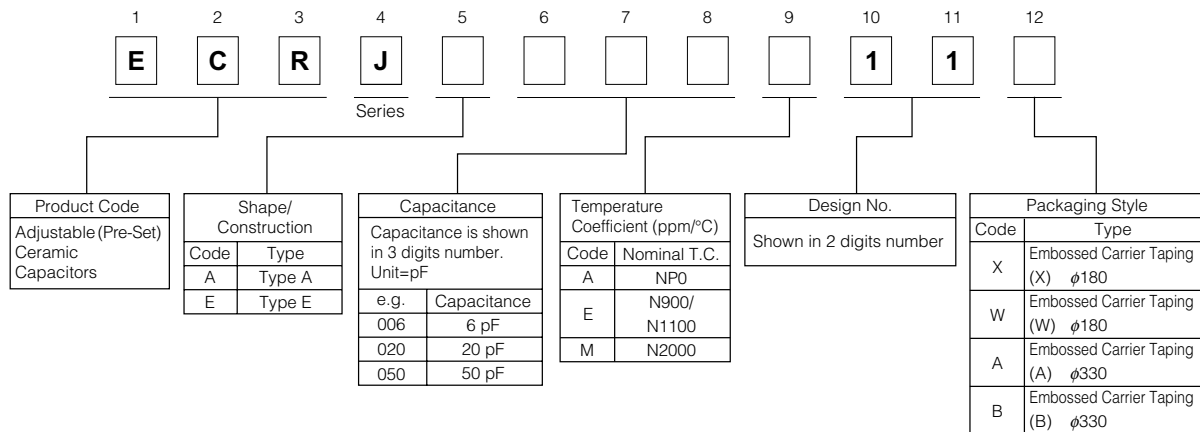 1 2 3 4 5 6 7 8 9 10 11 12
E C R J 1 1
Series
Product Code
Adjustable (Pre-Set)
Ceramic
Capacitors
Shape/
Construction
Code Type
A Type A
E Type E
Capacitance
Capacitance is shown
in 3 digits number.
Unit=pF
e.g. Capacitance
006 6 pF
020 20 pF
050 50 pF
Temperature
Coefficient (ppm/°C)
Code Nominal T.C.
A NP0
E N900/
N1100
M N2000
Design No.
Shown in 2 digits number
Packaging Style
Code Type
X Embossed Carrier Taping
(X) ϕ180
W Embossed Carrier Taping
(W) ϕ180
A Embossed Carrier Taping
(A) ϕ330
B Embossed Carrier Taping
(B) ϕ330